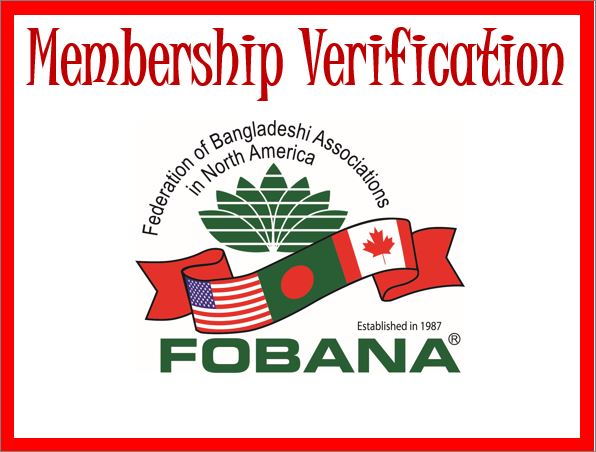 Membership Verification
Federation of Bangladeshi Associations
in North America
Established in 1987
FOBANA®